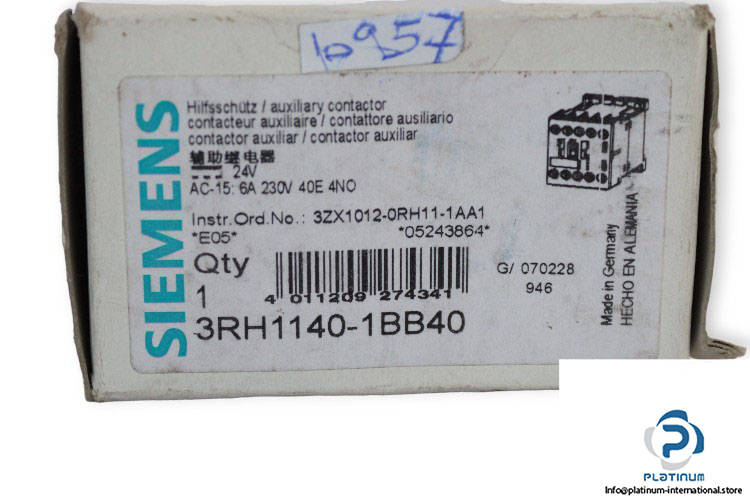 10957
SIEMENS
Hilfsschütz / auxiliary contactor
contacteur auxiliaire / contattore ausiliario
contactor auxiliar / contactor auxiliar
辅助继电器
24V
AC-15: 6A 230V 40E 4NO
Instr.Ord.No.: 3ZX1012-0RH11-1AA1
*E05* *05243864*
Qty
1
4 011209 274341
G/ 070228
946
3RH1140-1BB40
Made in Germany
HECHO EN ALEMANIA
PLATINUM
Info@platinum-international.store